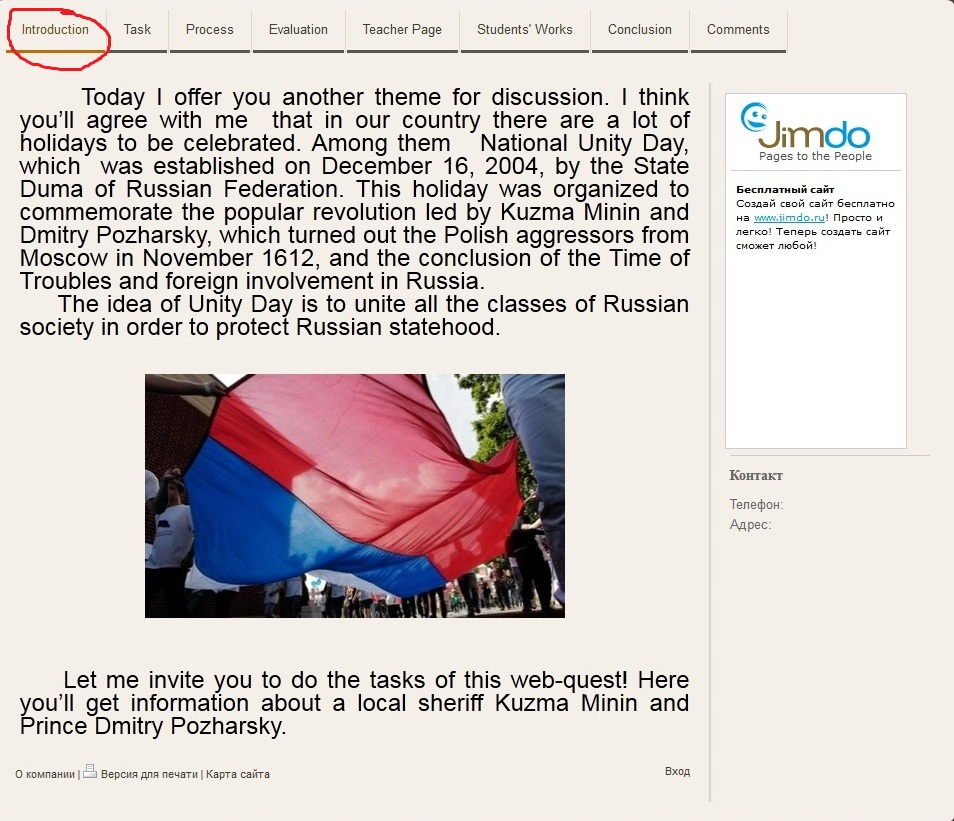 Introduction
Task
Process
Evaluation
Teacher Page
Students' Works
Conclusion
Comments
Today I offer you another theme for discussion. I think
you’ll agree with me that in our country there are a lot of
holidays to be celebrated. Among them National Unity Day,
which was established on December 16, 2004, by the State
Duma of Russian Federation. This holiday was organized to
commemorate the popular revolution led by Kuzma Minin and
Dmitry Pozharsky, which turned out the Polish aggressors from
Moscow in November 1612, and the conclusion of the Time of
Troubles and foreign involvement in Russia.
The idea of Unity Day is to unite all the classes of Russian
society in order to protect Russian statehood.
Let me invite you to do the tasks of this web-quest! Here
you’ll get information about a local sheriff Kuzma Minin and
Prince Dmitry Pozharsky.
Jimdo
Pages to the People
Бесплатный сайт
Создай свой сайт бесплатно
на www.jimdo.ru! Просто и
легко! Теперь создать сайт
сможет любой!
Контакт
Телефон:
Адрес:
О компании | Версия для печати | Карта сайта
Вход